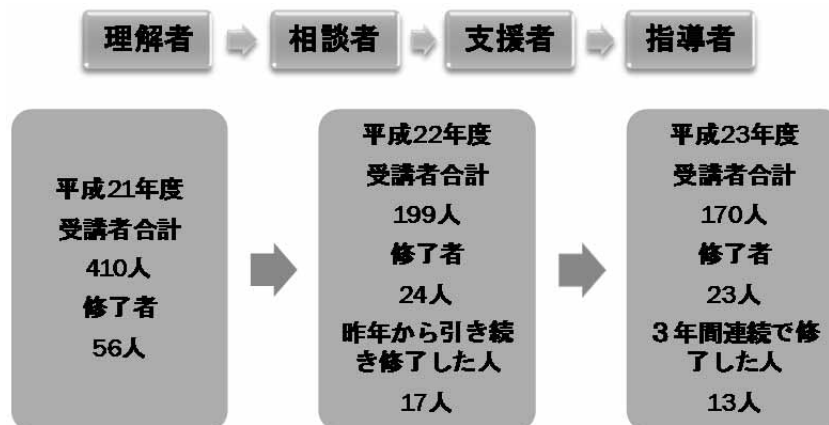 理解者
相談者
支援者
指導者
平成21年度
受講者合計
410人
修了者
56人
平成22年度
受講者合計
199人
修了者
24人
昨年から引き続
き修了した人
17人
平成23年度
受講者合計
170人
修了者
23人
３年間連続で修
了した人
13人